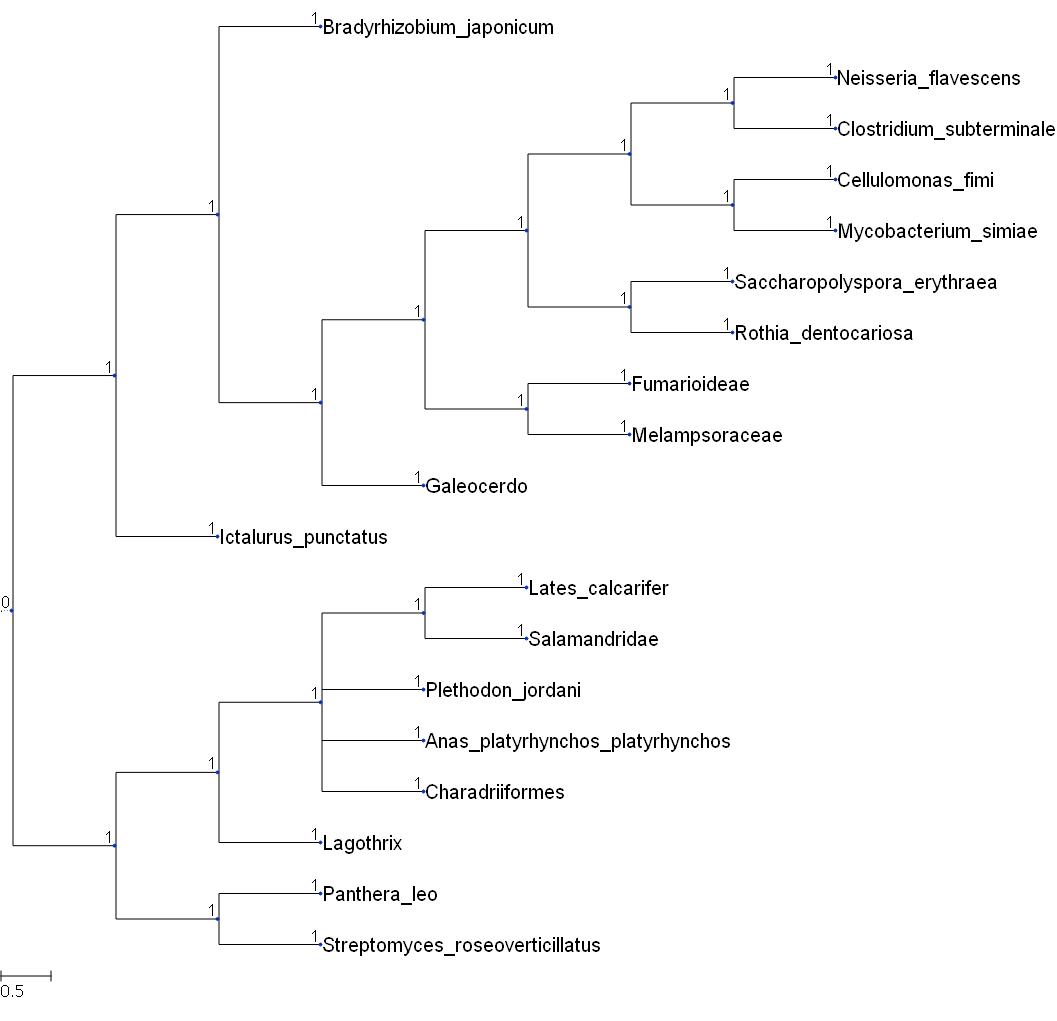 1 Bradyrhizobium_japonicum
1 Neisseria_flavescens
1
1 Clostridium_subterminale
1
1 Cellulomonas_fimi
1
1 Mycobacterium_simiae
1
1
1 Saccharopolyspora_erythraea
1
1 Rothia_dentocariosa
1
1 Fumarioideae
1
1
1 Melampsoraceae
1
1 Galeocerdo
1 Ictalurus_punctatus
1 Lates_calcarifer
0
1
1 Salamandridae
1 Plethodon_jordani
1
1 Anas_platyrhynchos_platyrhynchos
1
1 Charadriiformes
1 Lagothrix
1
1 Panthera_leo
1
1 Streptomyces_roseoverticillatus
0.5